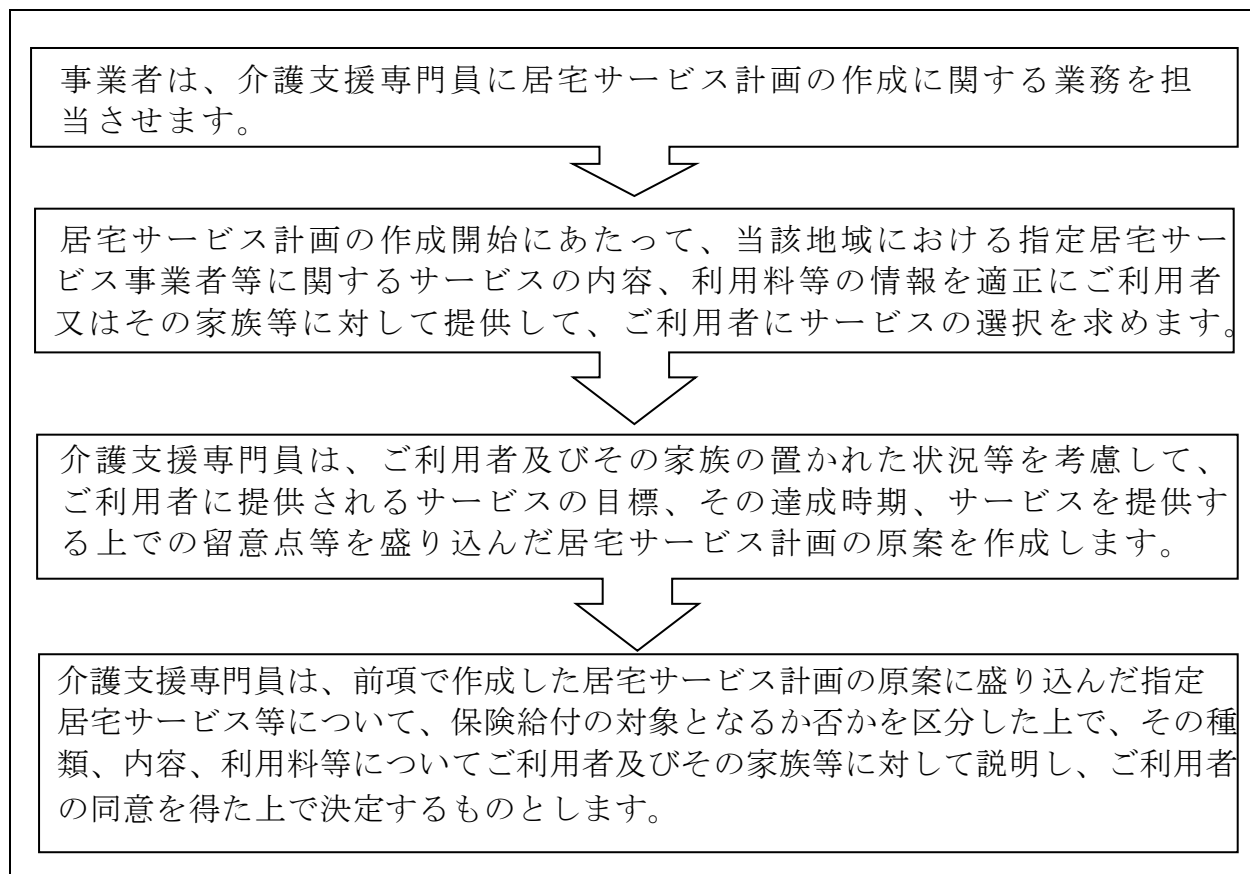 事業者は、介護支援専門員に居宅サービス計画の作成に関する業務を担
当させます。
居宅サービス計画の作成開始にあたって、当該地域における指定居宅サー
ビス事業者等に関するサービスの内容、利用料等の情報を適正にご利用者
又はその家族等に対して提供して、ご利用者にサービスの選択を求めます。
介護支援専門員は、ご利用者及びその家族の置かれた状況等を考慮して、
ご利用者に提供されるサービスの目標、その達成時期、サービスを提供す
る上での留意点等を盛り込んだ居宅サービス計画の原案を作成します。
介護支援専門員は、前項で作成した居宅サービス計画の原案に盛り込んだ指定
居宅サービス等について、保険給付の対象となるか否かを区分した上で、その種
類、内容、利用料等についてご利用者及びその家族等に対して説明し、ご利用者
の同意を得た上で決定するものとします。